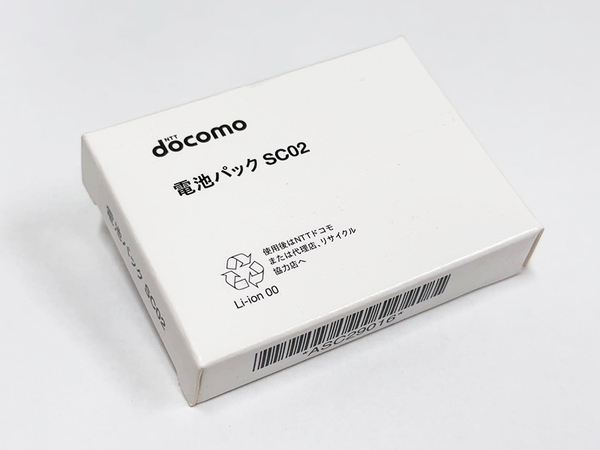 NTT
docomo
電池パック SC02
使用後はNTTドコモ
または代理店、リサイクル
協力店へ
Li-ion 00
電池パック SC02
*ASC29016*